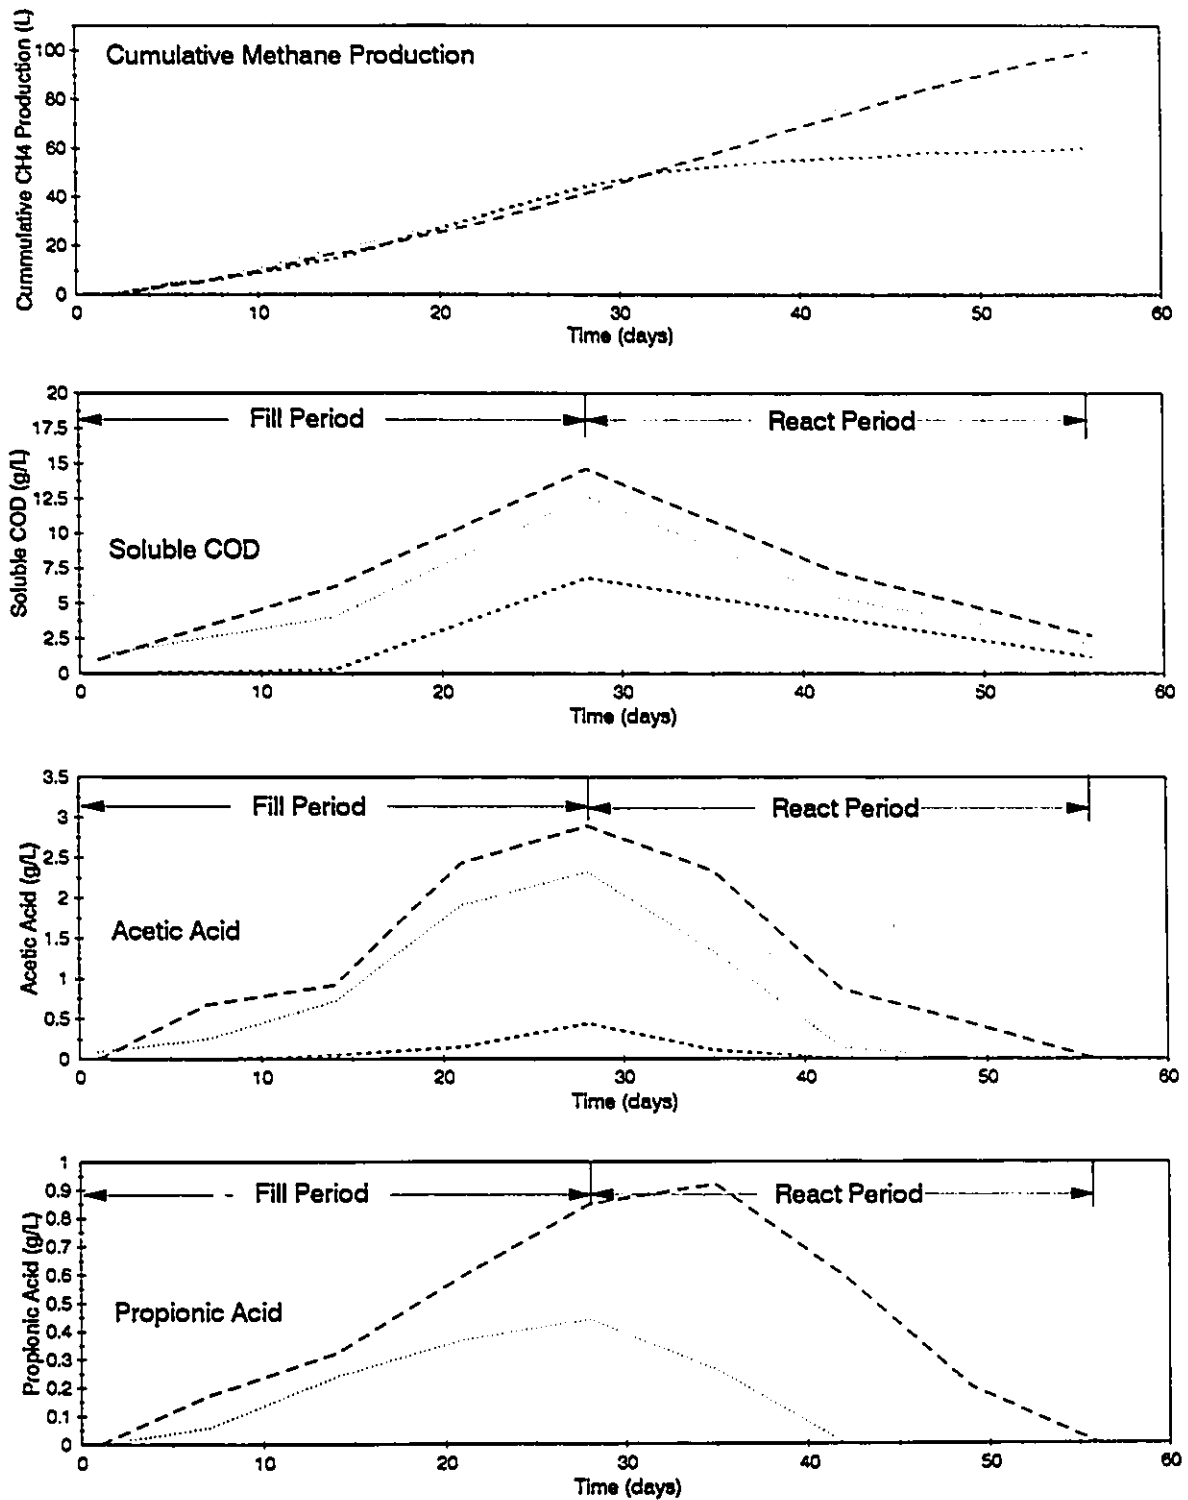 Cumulative Methane Production
Cummulative CH4 Production (L)
100
80
60
40
20
0
0 10 20 30 40 50 60
Time (days)
Fill Period React Period
Soluble COD
Soluble COD (g/L)
20
17.5
15
12.5
10
7.5
5
2.5
0
0 10 20 30 40 50 60
Time (days)
Fill Period React Period
Acetic Acid
Acetic Acid (g/L)
3.5
3
2.5
2
1.5
1
0.5
0
0 10 20 30 40 50 60
Time (days)
Fill Period React Period
Propionic Acid
Propionic Acid (g/L)
1
0.9
0.8
0.7
0.6
0.5
0.4
0.3
0.2
0.1
0
0 10 20 30 40 50 60
Time (days)